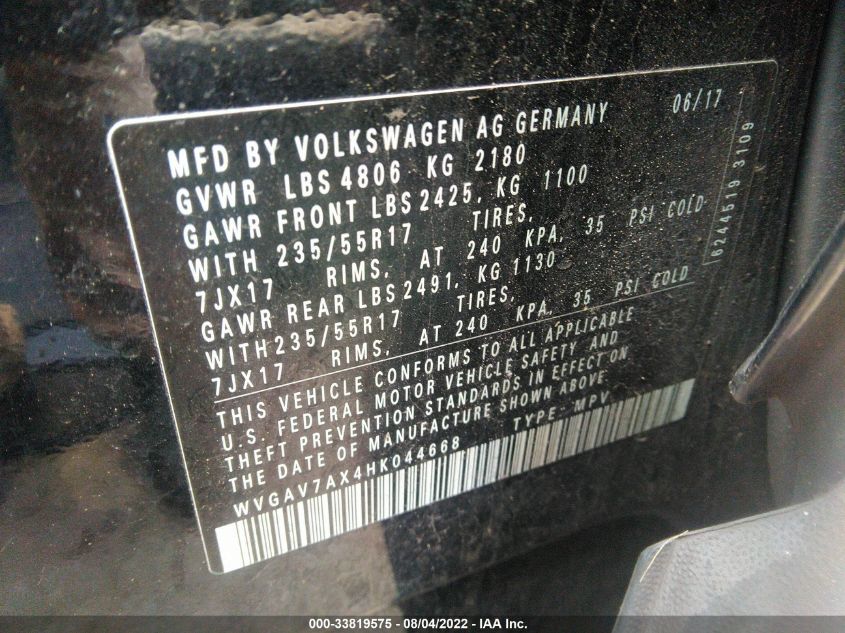 MFD BY VOLKSWAGEN AG GERMANY 06/17
GVWR LBS 4806 KG 2180
GAWR FRONT LBS 2425, KG 1100
WITH 235/55R17 TIRES,
7JX17 RIMS, AT 240 KPA, 35 PSI COLD
GAWR REAR LBS 2491, KG 1130
WITH 235/55R17 TIRES,
7JX17 RIMS, AT 240 KPA, 35 PSI COLD
THIS VEHICLE CONFORMS TO ALL APPLICABLE
U.S. FEDERAL MOTOR VEHICLE SAFETY AND
THEFT PREVENTION STANDARDS IN EFFECT ON
THE DATE OF MANUFACTURE SHOWN ABOVE
WVGAV7AX4HK044668 TYPE: MPV
6244519 3109
000-33819575 - 08/04/2022 - IAA Inc.